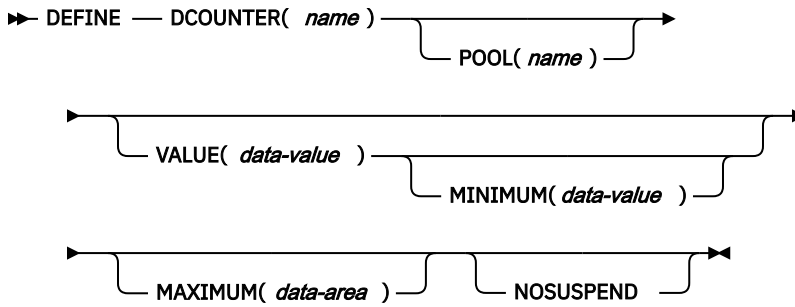 DEFINE DCOUNTER( name )
POOL( name )
VALUE( data-value )
MINIMUM( data-value )
MAXIMUM( data-area ) NOSUSPEND